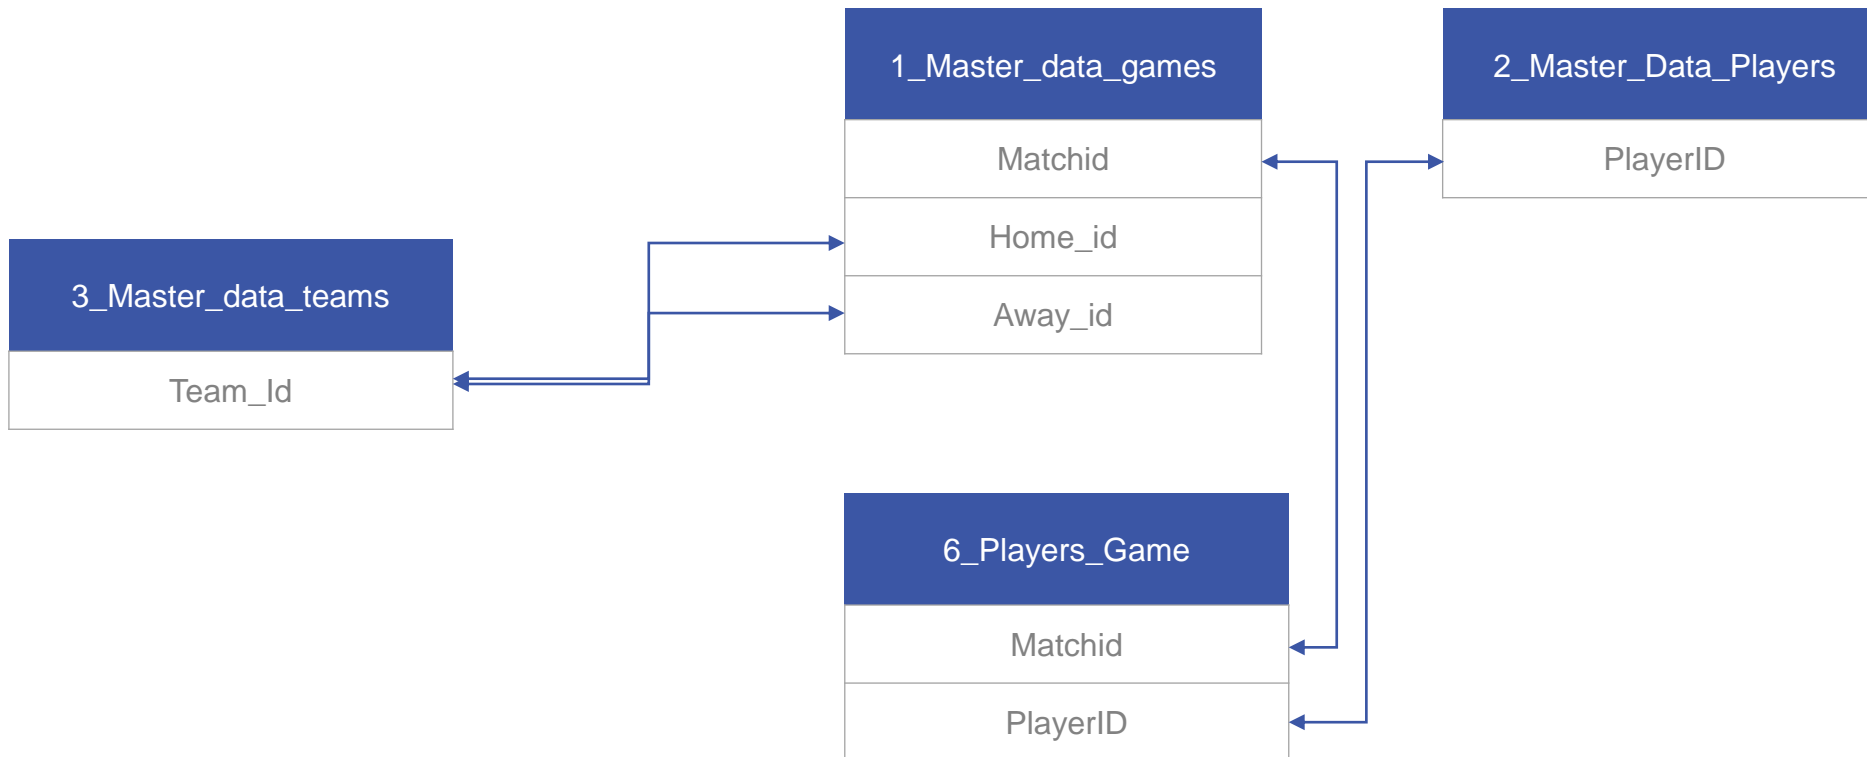 1_Master_data_games
Matchid
Home_id
Away_id
2_Master_Data_Players
PlayerID
3_Master_data_teams
Team_Id
6_Players_Game
Matchid
PlayerID